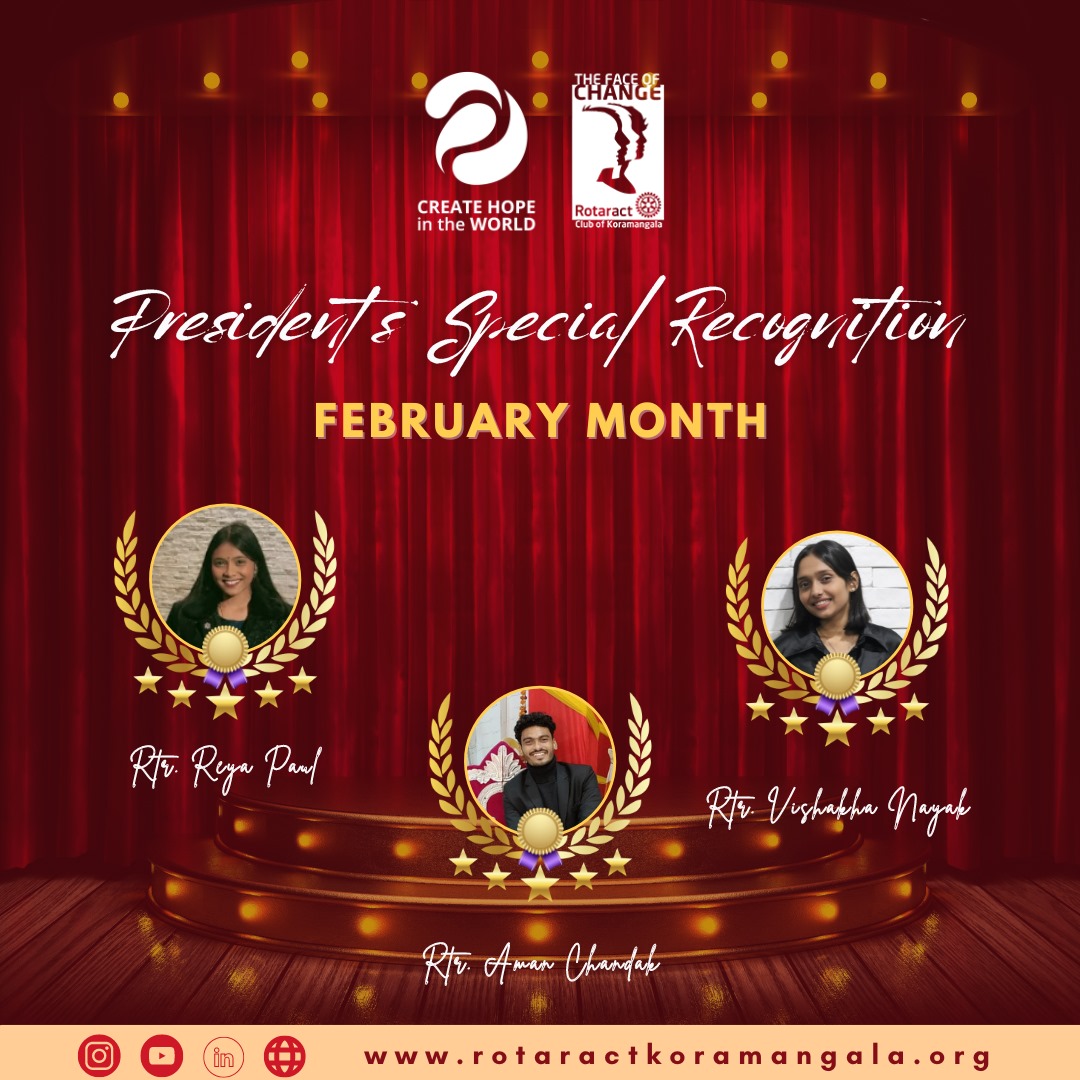 CREATE HOPE
in the WORLD
THE FACE OF
CHANGE
Rotaract
Club of Koramangala
President's Special Recognition
FEBRUARY MONTH
Rtr. Reya Paul
Rtr. Vishakha Nayak
Rtr. Aman Chandak
in
www.rotaractkoramangala.org